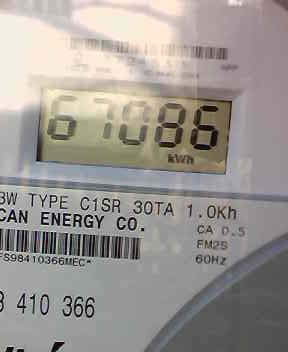 67086
kWh
3W TYPE C1SR 30TA 1.0Kh
CAN ENERGY CO.
CA 0.5
FM2S
60Hz
FS98410366MEC*
410 366